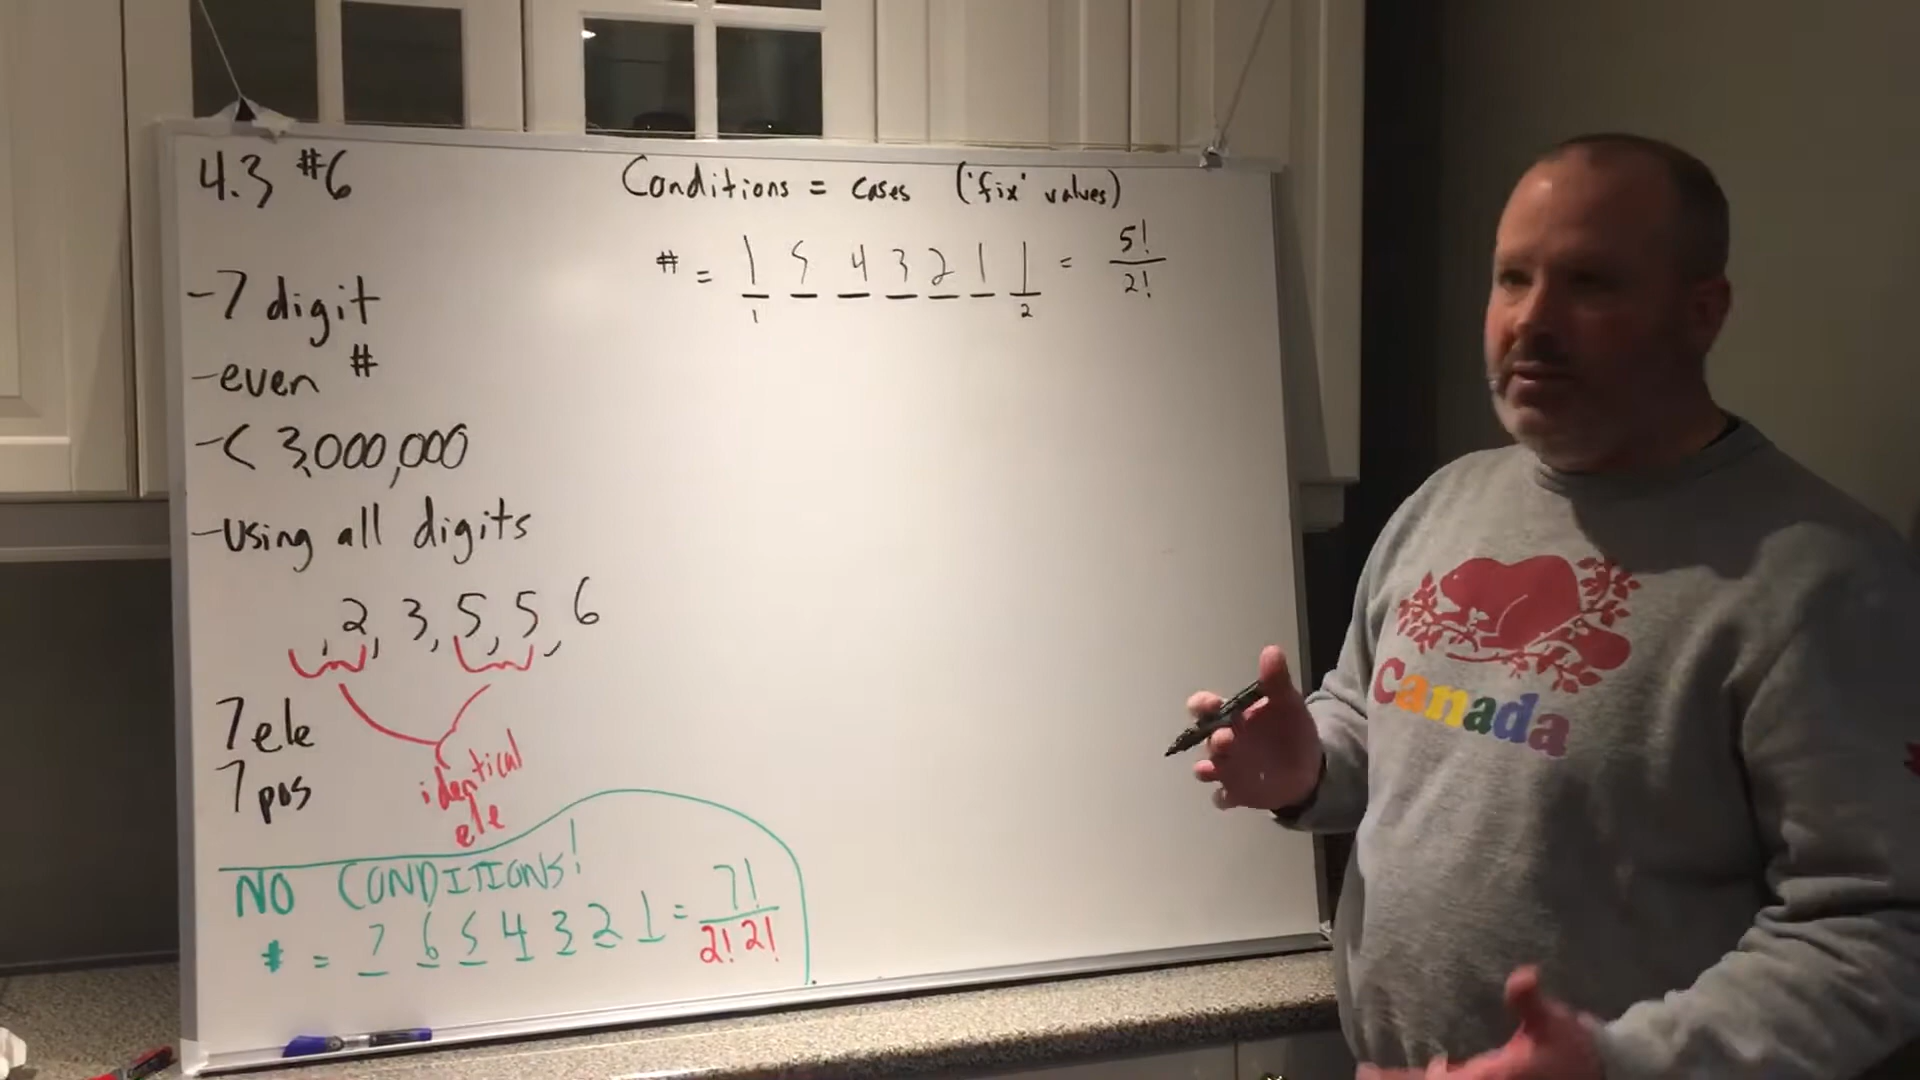 4.3 #6
Conditions = cases ('fix' values)
# = 1 5 4 3 2 1 1 = 5!/2!
1 2
-7 digit
-even #
-< 3,000,000
-using all digits
, 2, 3, 5, 5, 6
7 ele
7 pos
identical
ele
NO CONDITIONS!
# = 7 6 5 4 3 2 1 = 7!/2! 2!
Canada